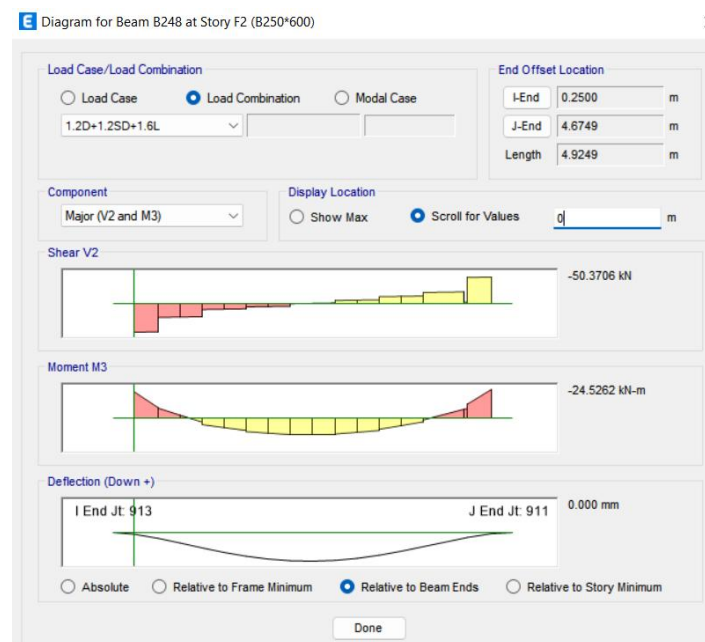 E Diagram for Beam B248 at Story F2 (B250*600)
Load Case/Load Combination
Load Case Load Combination Modal Case
1.2D+1.2SD+1.6L
End Offset Location
I-End 0.2500 m
J-End 4.6749 m
Length 4.9249 m
Component
Major (V2 and M3)
Display Location
Show Max Scroll for Values 0 m
Shear V2
-50.3706 kN
Moment M3
-24.5262 kN-m
Deflection (Down +)
I End Jt: 913 J End Jt: 911 0.000 mm
Absolute Relative to Frame Minimum Relative to Beam Ends Relative to Story Minimum
Done